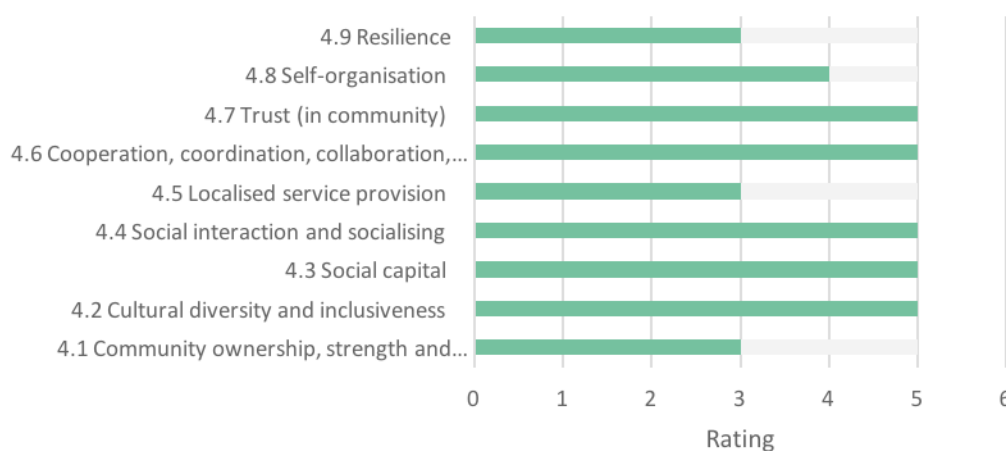 4.9 Resilience
4.8 Self-organisation
4.7 Trust (in community)
4.6 Cooperation, coordination, collaboration,...
4.5 Localised service provision
4.4 Social interaction and socialising
4.3 Social capital
4.2 Cultural diversity and inclusiveness
4.1 Community ownership, strength and...
0 1 2 3 4 5 6
Rating